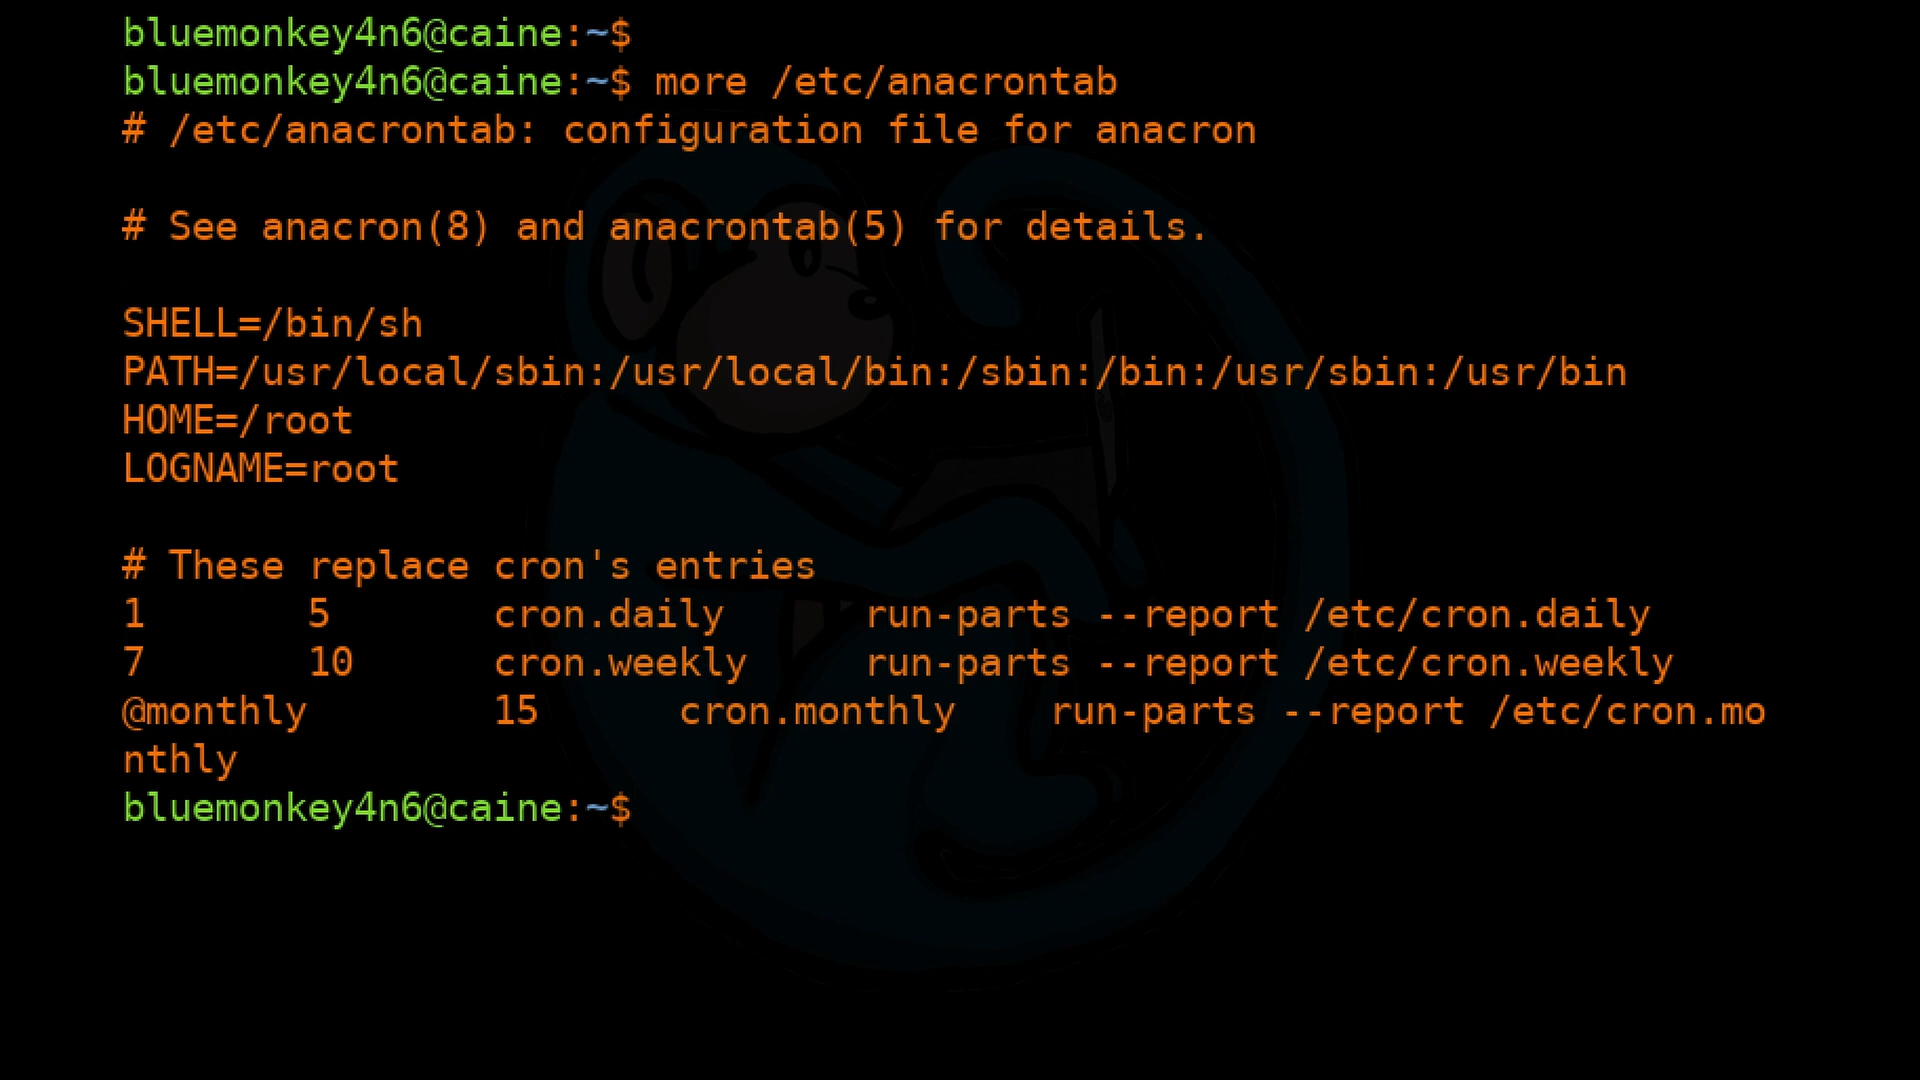 bluemonkey4n6@caine:~$
bluemonkey4n6@caine:~$ more /etc/anacrontab
# /etc/anacrontab: configuration file for anacron
# See anacron(8) and anacrontab(5) for details.
SHELL=/bin/sh
PATH=/usr/local/sbin:/usr/local/bin:/sbin:/bin:/usr/sbin:/usr/bin
HOME=/root
LOGNAME=root
# These replace cron's entries
1 5 cron.daily run-parts --report /etc/cron.daily
7 10 cron.weekly run-parts --report /etc/cron.weekly
@monthly 15 cron.monthly run-parts --report /etc/cron.mo
nthly
bluemonkey4n6@caine:~$